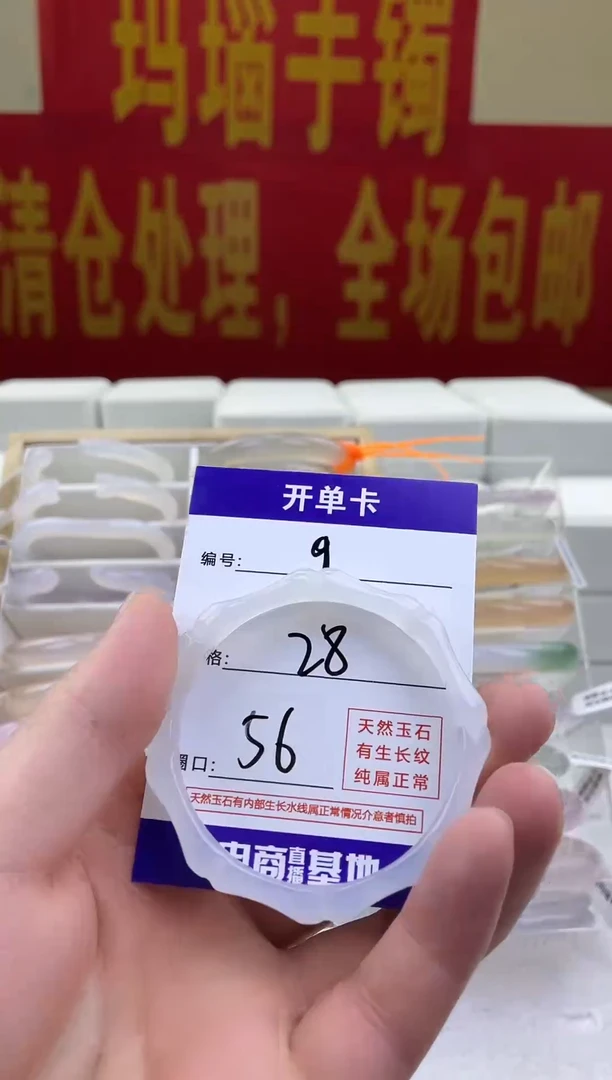 玛瑙手镯
清仓处理，全场包邮
开单卡
编号: 9
格: 28
口: 56
天然玉石
有生长纹
纯属正常
天然玉石有内部生长水线属正常情况介意者慎拍
电商直播基地